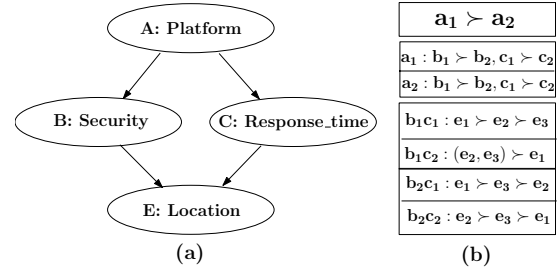 A: Platform
B: Security
C: Response_time
E: Location
(a)
a₁ ≻ a₂
a₁ : b₁ ≻ b₂, c₁ ≻ c₂
a₂ : b₁ ≻ b₂, c₁ ≻ c₂
b₁c₁ : e₁ ≻ e₂ ≻ e₃
b₁c₂ : (e₂, e₃) ≻ e₁
b₂c₁ : e₁ ≻ e₃ ≻ e₂
b₂c₂ : e₂ ≻ e₃ ≻ e₁
(b)